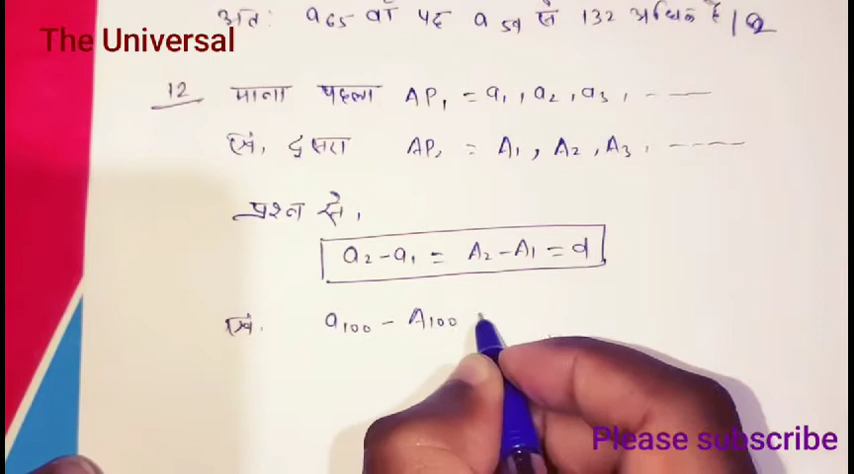 अतः a65 वाँ पद a59 से 132 अधिक है।
The Universal
12 माना पहला AP1 = a1, a2, a3, ----
एवं, दुसरा AP2 = A1, A2, A3, ----
प्रश्न से,
a2 - a1 = A2 - A1 = d
एवं. a100 - A100
Please subscribe